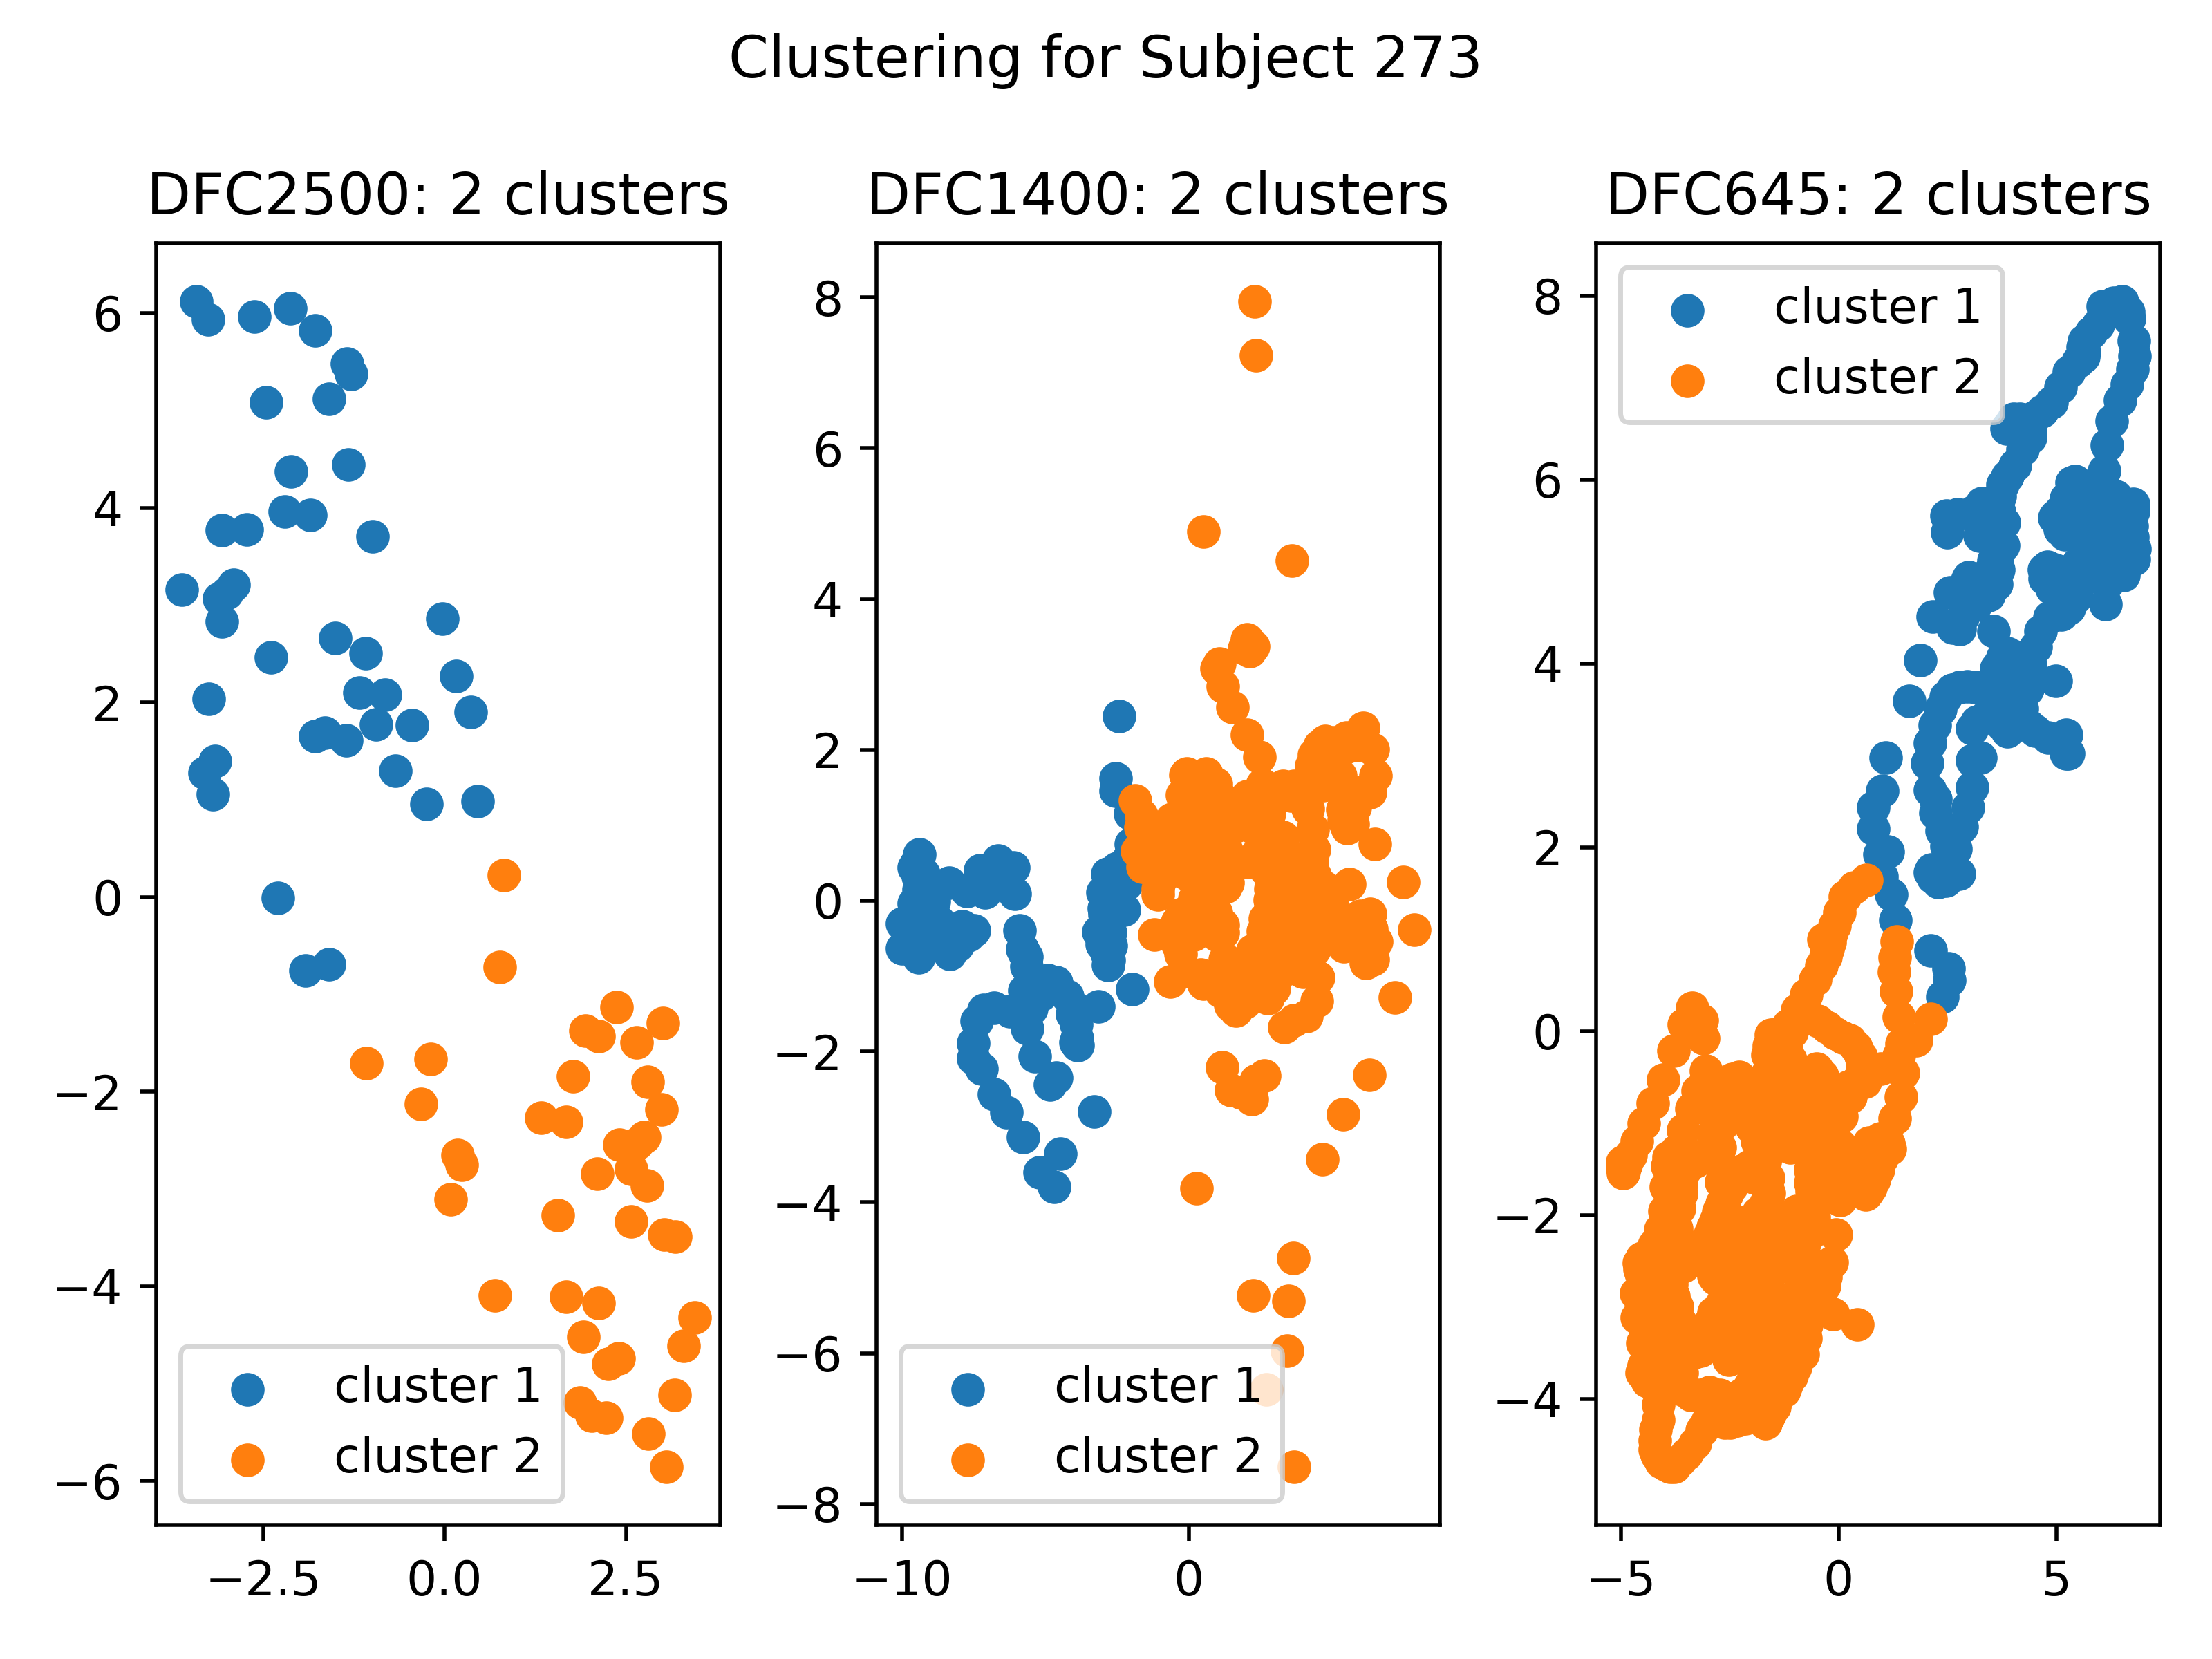 Clustering for Subject 273
DFC2500: 2 clusters
6
4
2
0
−2
−4
−6
−2.5 0.0 2.5
cluster 1
cluster 2
DFC1400: 2 clusters
8
6
4
2
0
−2
−4
−6
−8
−10 0
cluster 1
cluster 2
DFC645: 2 clusters
8
6
4
2
0
−2
−4
−5 0 5
cluster 1
cluster 2